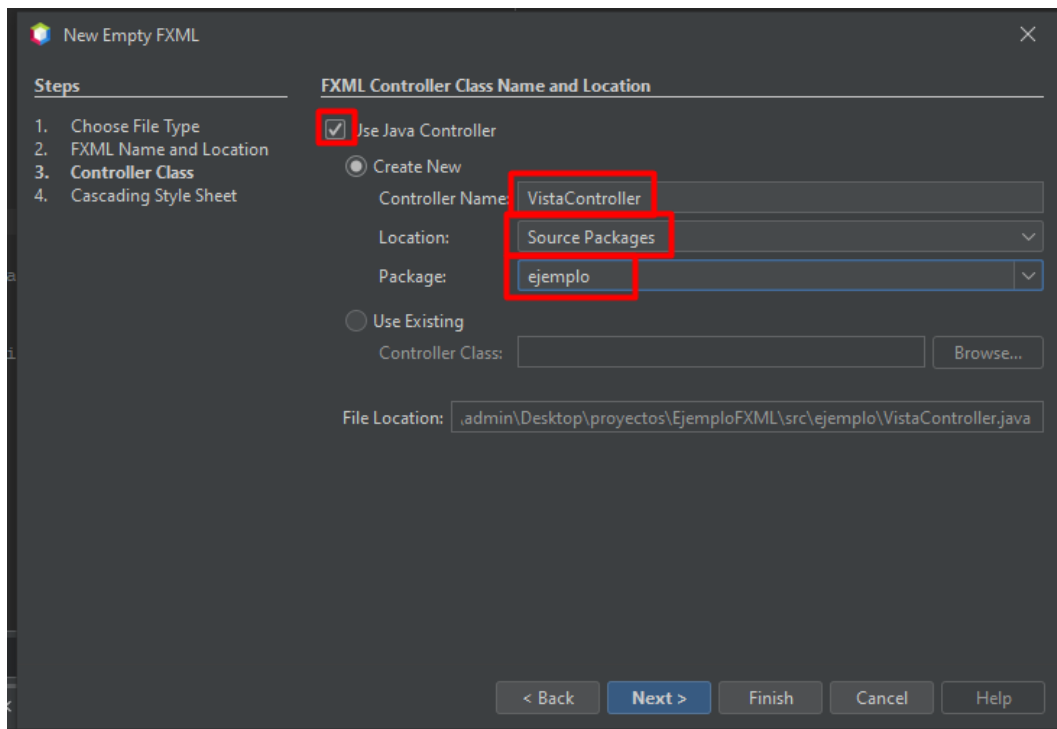 New Empty FXML
Steps
1. Choose File Type
2. FXML Name and Location
3. Controller Class
4. Cascading Style Sheet
FXML Controller Class Name and Location
Use Java Controller
Create New
Controller Name: VistaController
Location: Source Packages
Package: ejemplo
Use Existing
Controller Class:
Browse...
File Location: admin\Desktop\proyectos\EjemploFXML\src\ejemplo\VistaController.java
< Back Next > Finish Cancel Help